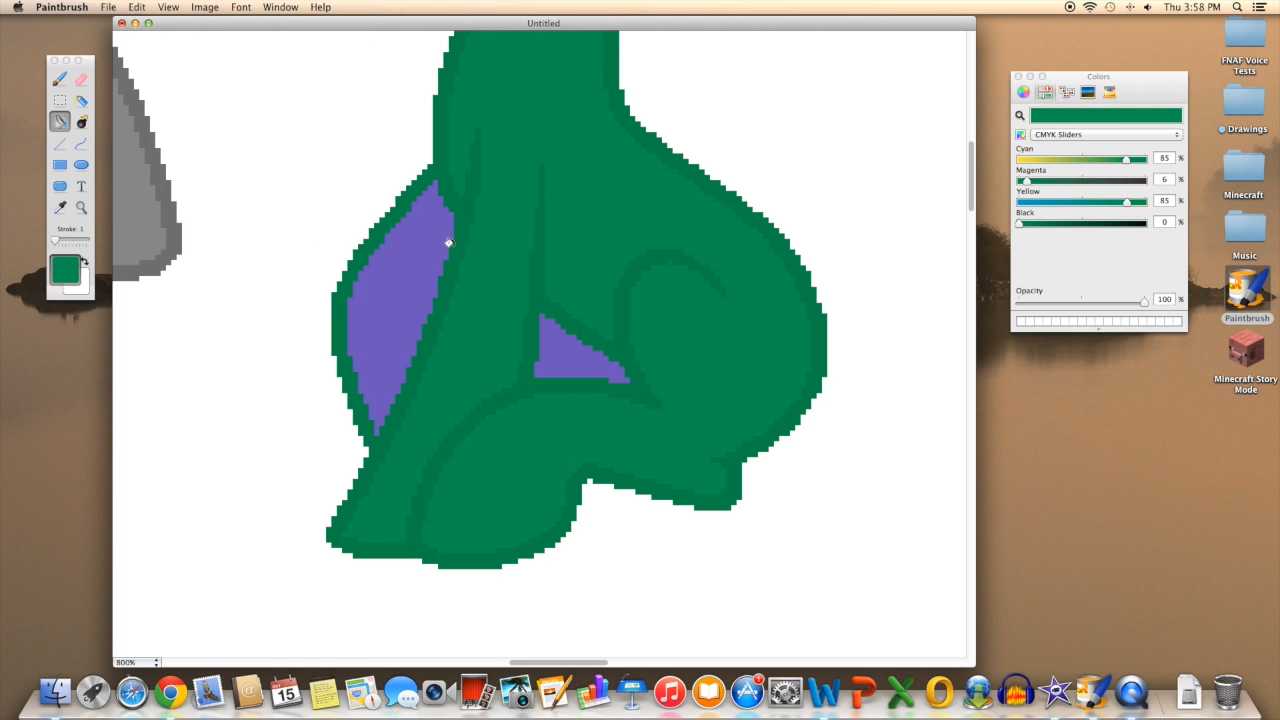 Paintbrush File Edit View Image Font Window Help
Thu 3:58 PM
Untitled
Stroke: 1
T
800%
Colors
CMYK Sliders
Cyan
85 %
Magenta
6 %
Yellow
85 %
Black
0 %
Opacity
100 %
FNAF Voice
Tests
Drawings
Music
Minecraft
Paintbrush
Minecraft Story
Mode
OCT
15
1